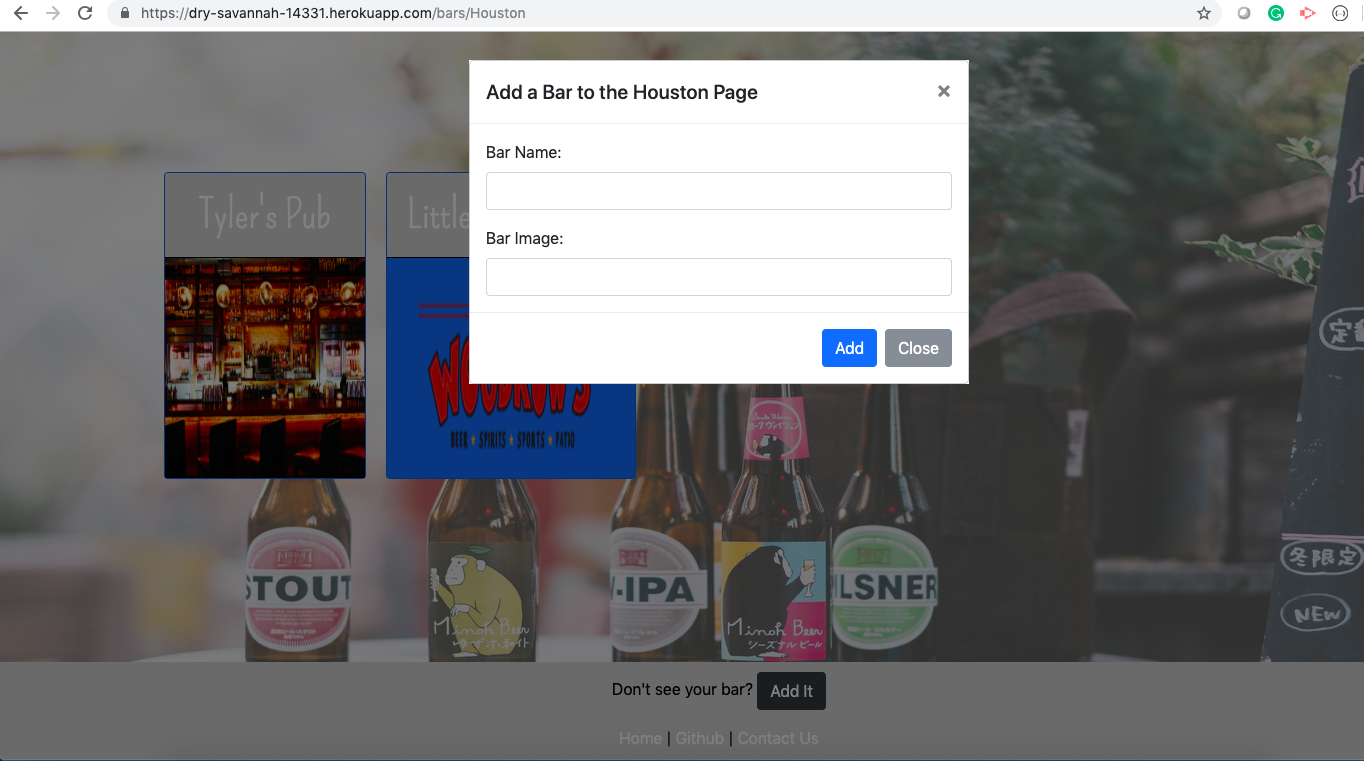 https://dry-savannah-14331.herokuapp.com/bars/Houston
Add a Bar to the Houston Page
×
Bar Name:
Bar Image:
Add
Close
Tyler's Pub
Little
WOODROW'S
BEER ★ SPIRITS ★ SPORTS ★ PATIO
STOUT
Minoh Beer
-IPA
Minoh Beer
シーズナルビール
PILSNER
冬限定
NEW
Don't see your bar?
Add It
Home | Github | Contact Us